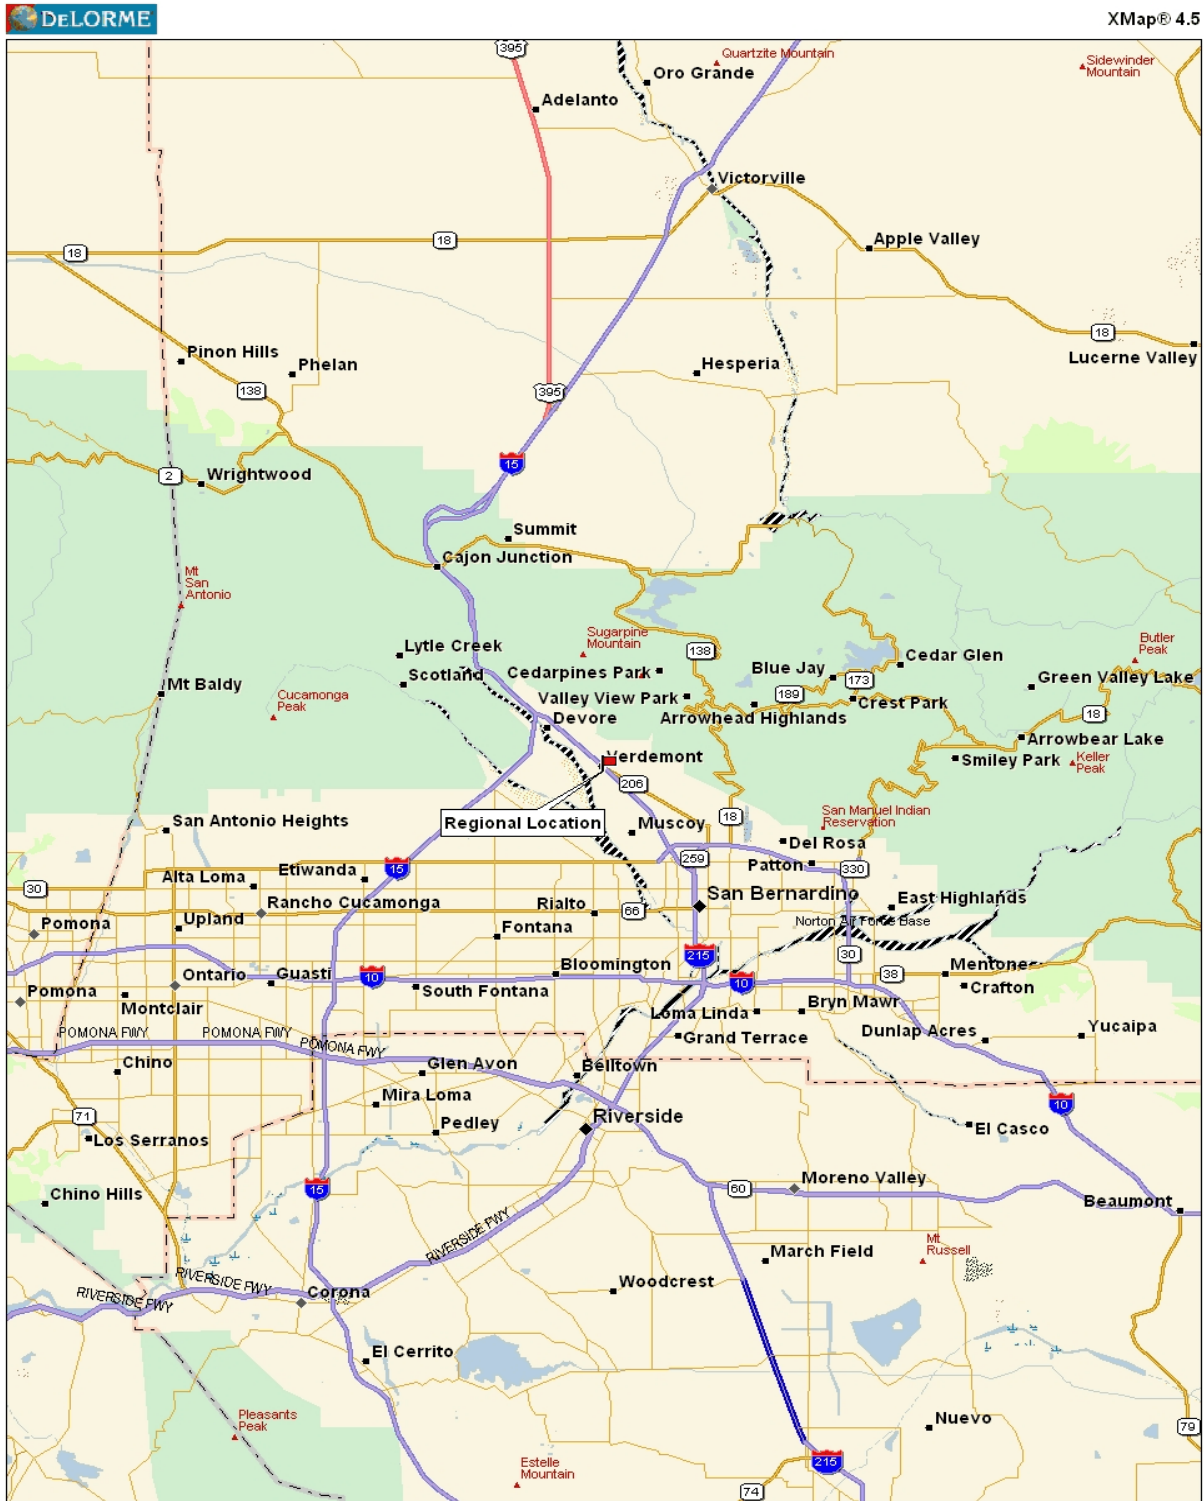 DELORME
XMap® 4.5
395
Quartzite Mountain
Sidewinder
Mountain
Oro Grande
Adelanto
Victorville
18
18
Apple Valley
18
Lucerne Valley
Pinon Hills
Phelan
138
395
Hesperia
15
2
Wrightwood
Summit
Cajon Junction
Mt
San
Antonio
Sugarpine
Mountain
Butler
Peak
Lytle Creek
138
Cedar Glen
Scotland
Cedarpines Park
Blue Jay
173
Green Valley Lake
Mt Baldy
189
Valley View Park
Crest Park
Cucamonga
Peak
Devore
Arrowhead Highlands
18
Arrowbear Lake
Verdemont
Smiley Park
Keller
Peak
206
Regional Location
San Antonio Heights
Muscoy
18
San Manuel Indian
Reservation
Del Rosa
259
Patton
330
Etiwanda
15
Alta Loma
30
Rancho Cucamonga
Rialto
66
San Bernardino
East Highlands
Pomona
Upland
Fontana
Norton Air Force Base
215
30
Ontario
Guasti
10
Bloomington
10
38
Mentone
Crafton
Pomona
Montclair
South Fontana
Loma Linda
Bryn Mawr
POMONA FWY
POMONA FWY
POMONA FWY
Grand Terrace
Dunlap Acres
Yucaipa
Chino
Glen Avon
Belltown
Mira Loma
10
71
Pedley
Riverside
El Casco
Los Serranos
15
60
Moreno Valley
Chino Hills
Beaumont
RIVERSIDE FWY
March Field
Mt
Russell
RIVERSIDE FWY
RIVERSIDE FWY
Corona
Woodcrest
El Cerrito
Pleasants
Peak
Nuevo
79
Estelle
Mountain
215
74